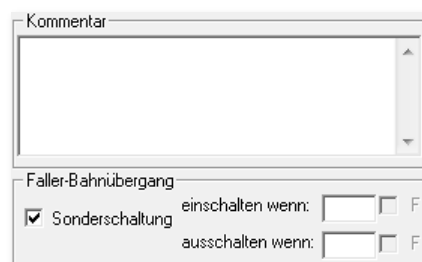 Kommentar
Faller-Bahnübergang
Sonderschaltung
einschalten wenn: F
ausschalten wenn: F